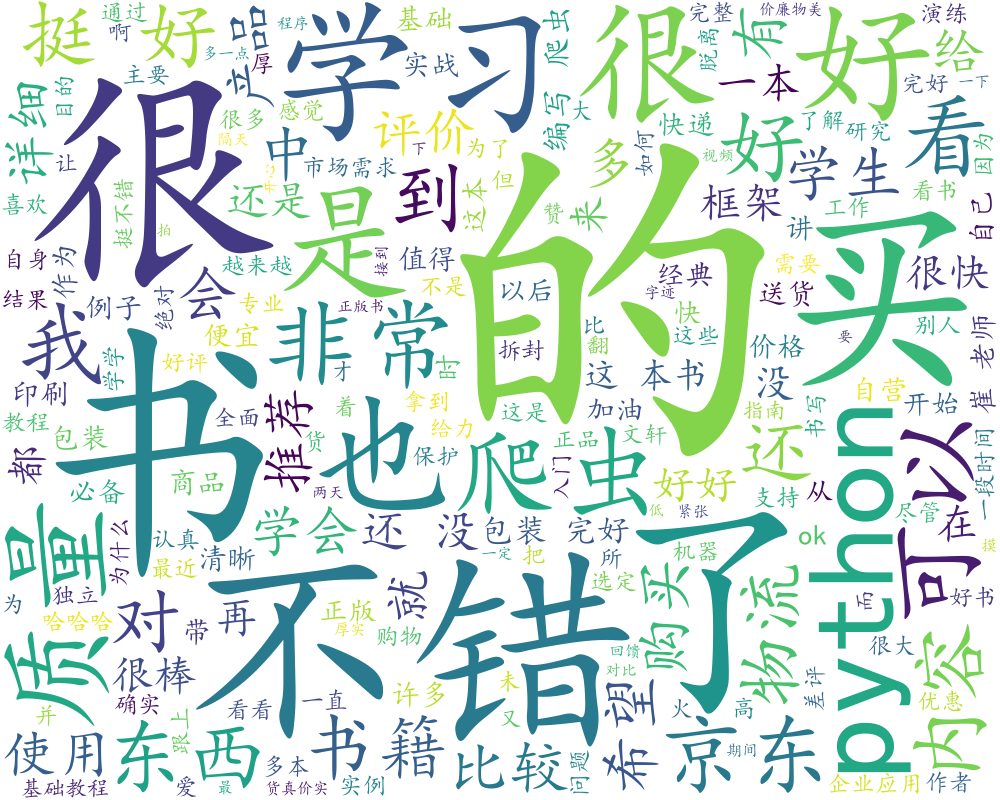 挺好
通过
啊
产品
多一点
程序
厚
学习
基础
实战
爬虫
很好
完整
脱离
有
价廉物美
一本
好
演练
给
完好
一下
详细
目的
主要
很
很多
隔天
感觉
中
市场需求
开心
评价
下
为了
编写
大
多
如何
快递
视频
好
了解
研究
学生
看
因为
让
喜欢
挺不错
拍
还是
是
到
这本
但
赞
来
框架
工作
看书
自己
自身
作为
结果
例子
绝对
会
越来越
专业
正版书
接到
值得
不是
的
以后
经典
字迹
讲
需要
送货
买
很快
我
便宜
好评
学学
非常
才
时
拆封
比
翻
快
这些
价格
这
本书
没
别人
老师
要
印刷
教程
包装
都
全面
推荐
着
拿到
给力
这是
加油
指南
自营
书写
开始
崔
书
也
货
两天
保护
爬虫
入门
正品
文轩
还
好好
支持
从
python
可以
一段时间
必备
商品
质量
为什么
认真
最近
清晰
学会
还
没
包装
完好
一定
把
所
低
紧张
机器
ok
尽管
在
摸
为
独立
哈哈哈
对
带
再
不错
正版
厚实
购物
就
选定
购买
了
物流
而
好书
很大
内容
很棒
确实
看看
一直
许多
未
又
回馈
对比
希望
火
高
差评
优惠
并
跟上
使用
东西
书籍
比较
问题
京东
期间
基础教程
爱
最
多本
货真价实
实例
企业应用
作者